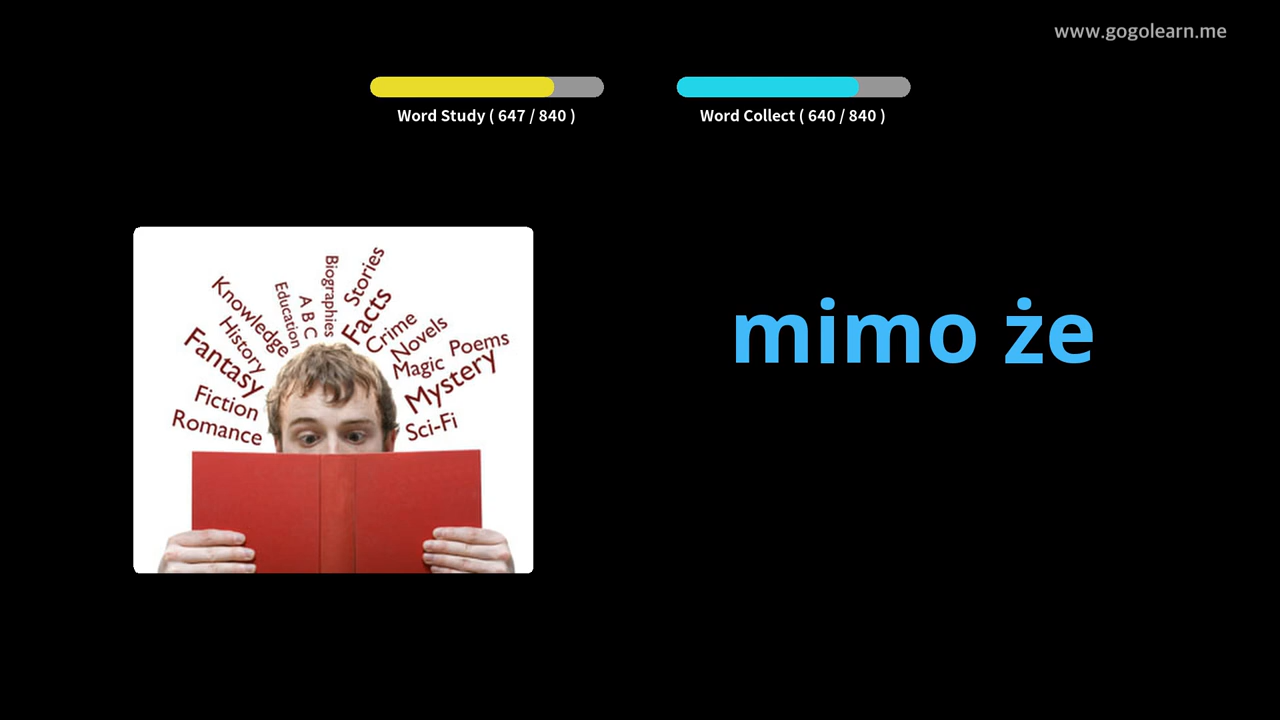 www.gogolearn.me
Word Study ( 647 / 840 )
Word Collect ( 640 / 840 )
mimo że
Biographies
Stories
Education
A B C
Facts
Knowledge
Crime
History
Novels
Fantasy
Magic
Poems
Mystery
Fiction
Romance
Sci-Fi